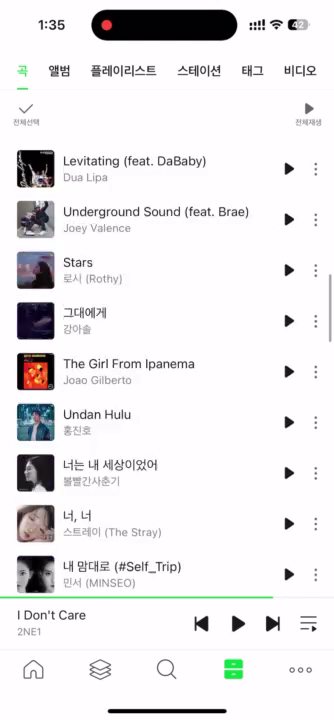 1:35
42
곡 앨범 플레이리스트 스테이션 태그 비디오
전체선택 전체재생
Levitating (feat. DaBaby)
Dua Lipa
Underground Sound (feat. Brae)
Joey Valence
Stars
로시 (Rothy)
그대에게
강아솔
The Girl From Ipanema
Joao Gilberto
Undan Hulu
홍진호
너는 내 세상이었어
볼빨간사춘기
너, 너
스트레이 (The Stray)
내 맘대로 (#Self_Trip)
민서 (MINSEO)
I Don't Care
2NE1